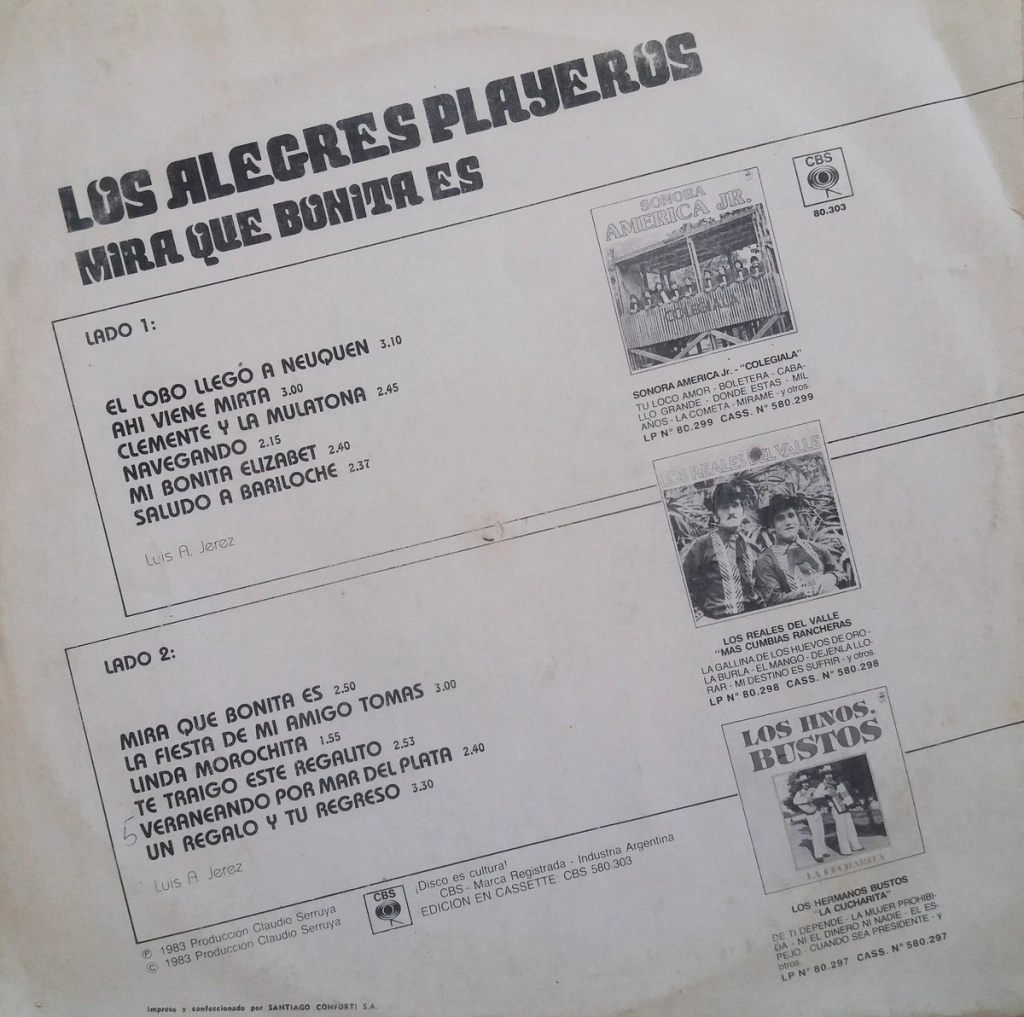 LOS ALEGRES PLAYEROS
MIRA QUE BONITA ES
CBS
80.303
LADO 1:
EL LOBO LLEGÓ A NEUQUEN 3.10
AHI VIENE MIRTA 3.00
CLEMENTE Y LA MULATONA 2.45
NAVEGANDO 2.15
MI BONITA ELIZABET 2.40
SALUDO A BARILOCHE 2.37
Luis A. Jerez
LADO 2:
MIRA QUE BONITA ES 2.50
LA FIESTA DE MI AMIGO TOMAS 3.00
LINDA MOROCHITA 1.55
TE TRAIGO ESTE REGALITO 2.53
5 VERANEANDO POR MAR DEL PLATA 2.40
UN REGALO Y TU REGRESO 3.30
Luis A. Jerez
℗ 1983 Produccion Claudio Serruya
© 1983 Produccion Claudio Serruya
CBS
¡Disco es cultura!
CBS - Marca Registrada - Industria Argentina
EDICION EN CASSETTE: CBS 580.303
Impreso y confeccionado por SANTIAGO CONFORTI S.A.
SONORA
AMERICA JR.
COLEGIALA
SONORA AMERICA Jr. - "COLEGIALA"
TU LOCO AMOR - BOLETERA - CABA-
LLO GRANDE - DONDE ESTAS - MIL
AÑOS - LA COMETA - MIRAME - y otros.
LP N° 80.299 CASS. N° 580.299
LOS REALES DEL VALLE
LOS REALES DEL VALLE
"MAS CUMBIAS RANCHERAS
LA GALLINA DE LOS HUEVOS DE ORO -
LA BURLA - EL MANGO - DEJENLA LLO-
RAR - MI DESTINO ES SUFRIR - y otros.
LP N° 80.298 CASS. N° 580.298
LOS HNOS.
BUSTOS
LA CUCHARITA
LOS HERMANOS BUSTOS
"LA CUCHARITA"
DE TI DEPENDE - LA MUJER PROHIBI-
DA - NI EL DINERO NI NADIE - EL ES-
PEJO - CUANDO SEA PRESIDENTE - y
otros.
LP N° 80.297 CASS. N° 580.297